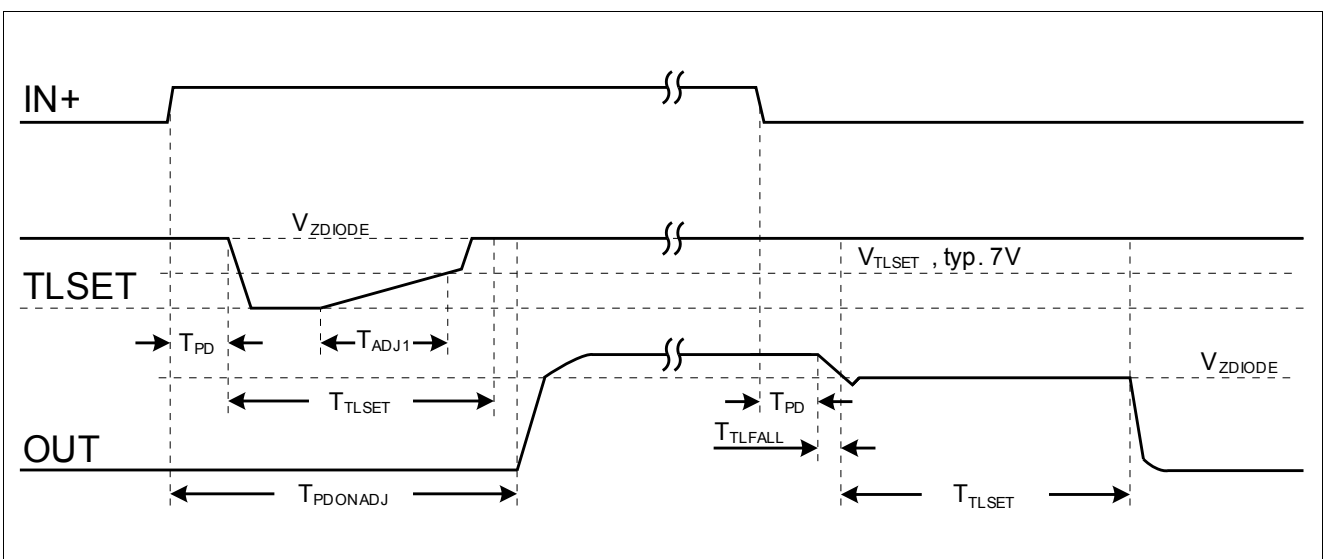 IN+
V_ZDIODE
V_TLSET , typ. 7V
TLSET
T_PD
T_ADJ1
V_ZDIODE
T_TLSET
T_PD
T_TLFALL
OUT
T_PDONADJ
T_TLSET